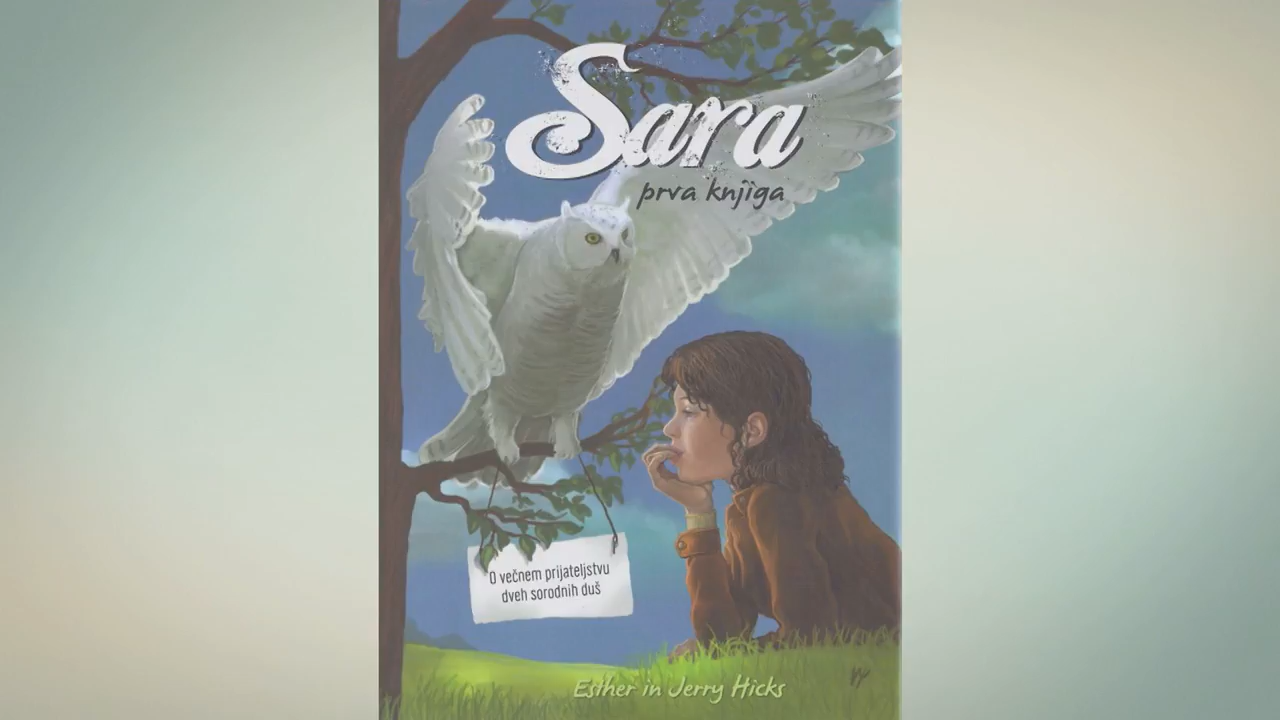 Sara
prva knjiga
O večnem prijateljstvu
dveh sorodnih duš
Esther in Jerry Hicks